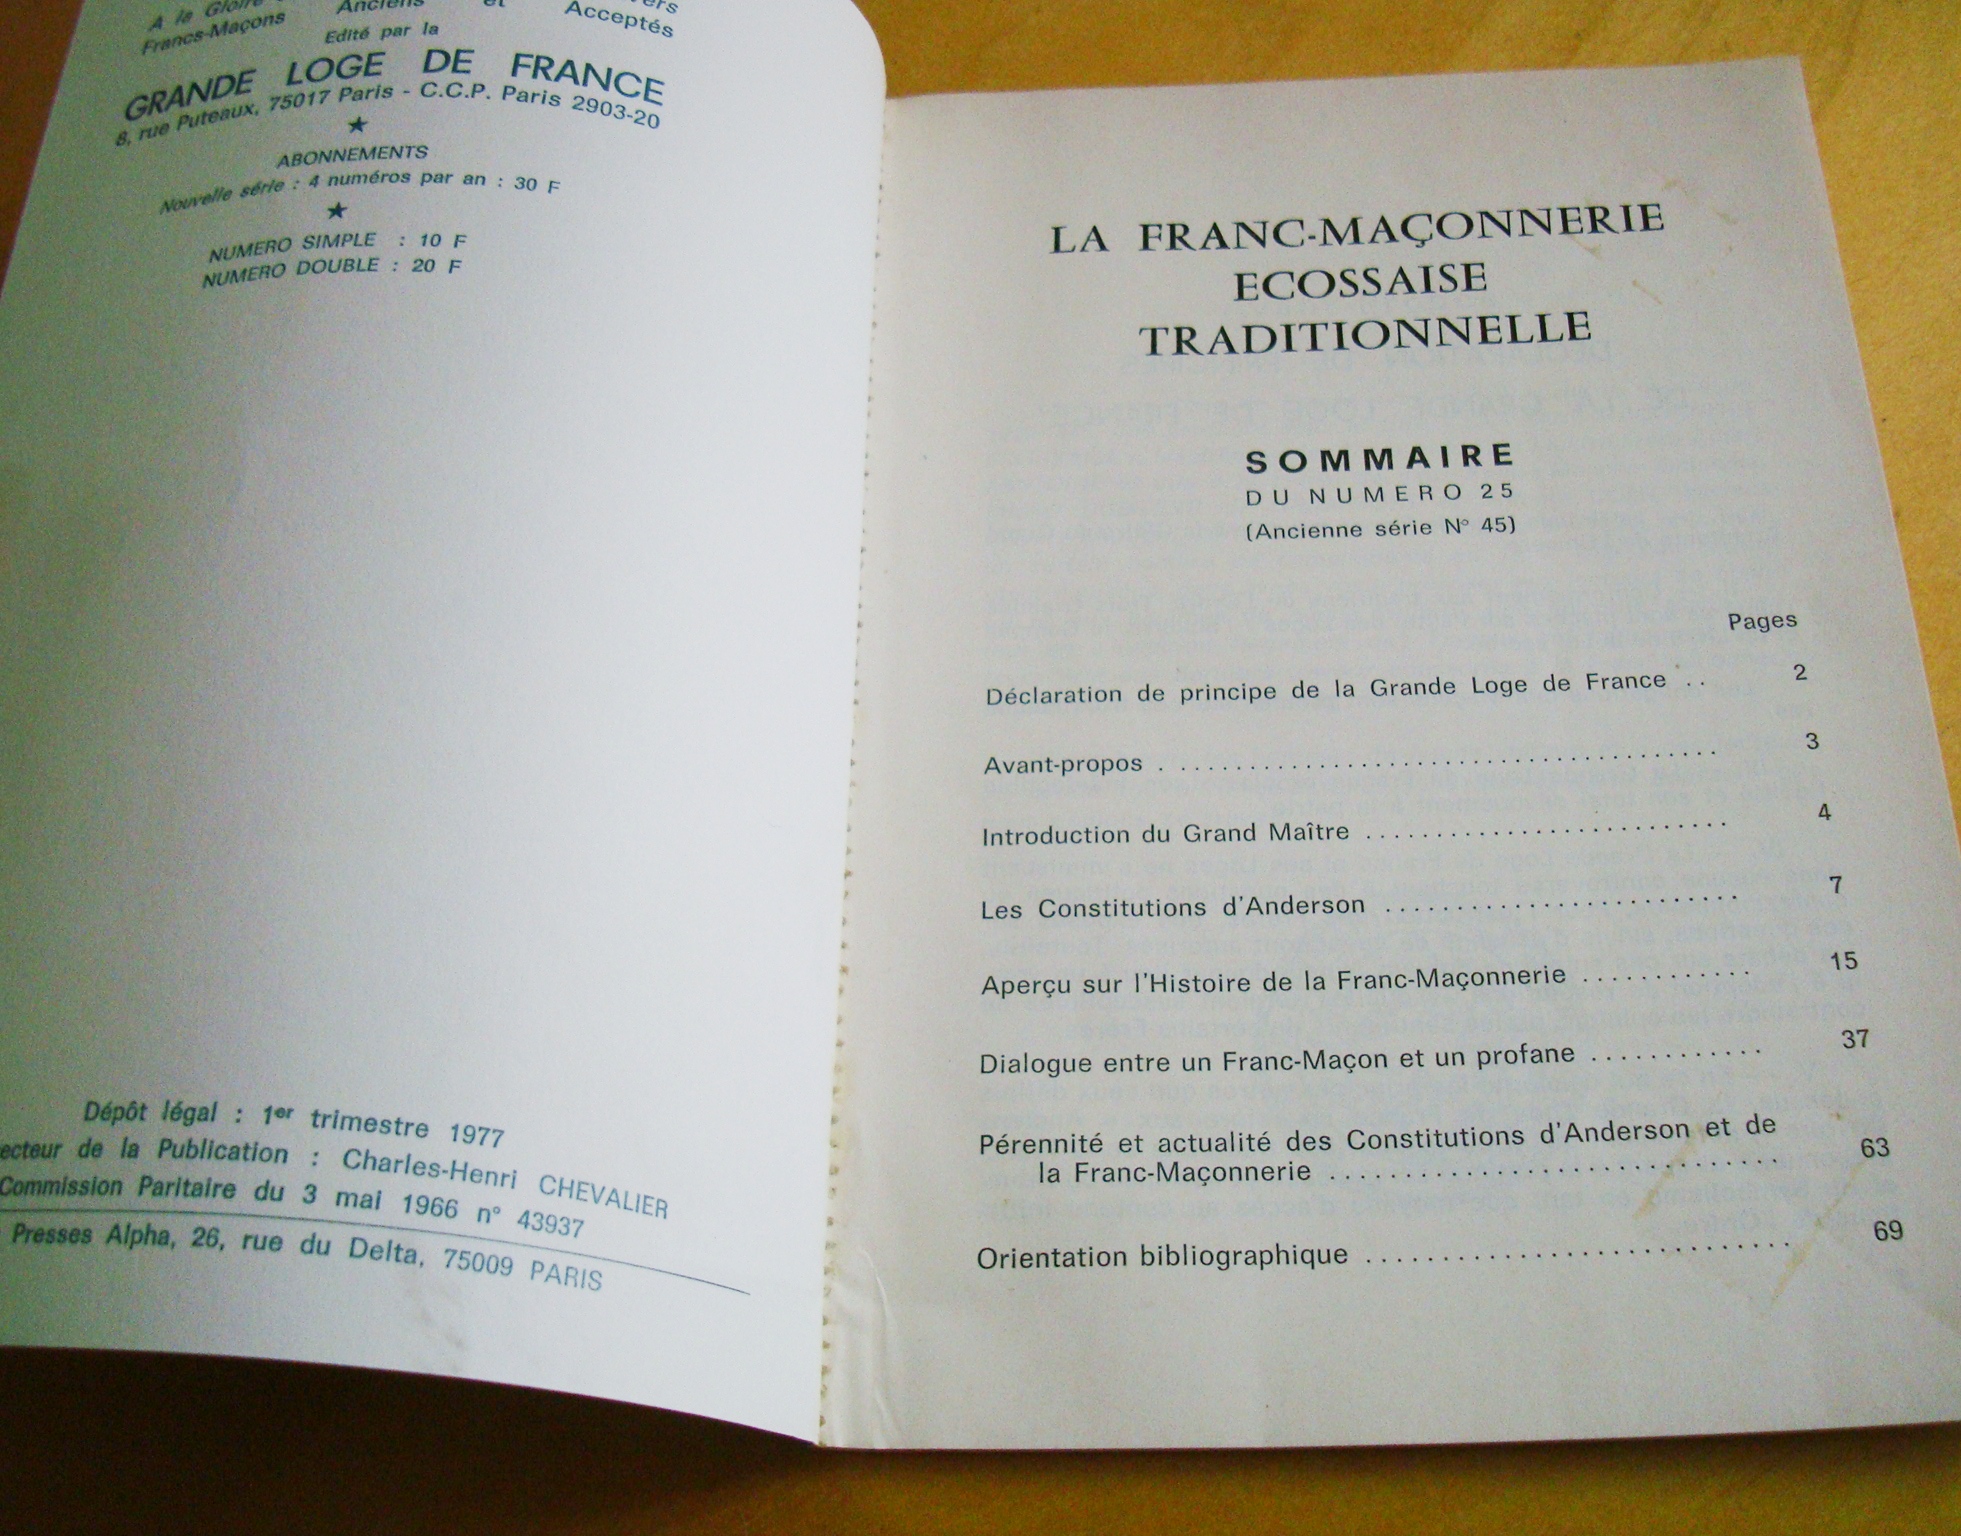 A la Gloire
Francs-Maçons Anciens et Acceptés
Edité par la
GRANDE LOGE DE FRANCE
8, rue Puteaux, 75017 Paris - C.C.P. Paris 2903-20
★
ABONNEMENTS
Nouvelle série : 4 numéros par an : 30 F
★
NUMERO SIMPLE : 10 F
NUMERO DOUBLE : 20 F
Dépôt légal : 1er trimestre 1977
ecteur de la Publication : Charles-Henri CHEVALIER
Commission Paritaire du 3 mai 1966 n° 43937
Presses Alpha, 26, rue du Delta, 75009 PARIS
LA FRANC-MAÇONNERIE
ECOSSAISE
TRADITIONNELLE
SOMMAIRE
DU NUMERO 25
(Ancienne série N° 45)
Pages
Déclaration de principe de la Grande Loge de France .. 2
Avant-propos . .......................................... 3
Introduction du Grand Maître .......................... 4
Les Constitutions d'Anderson ......................... 7
Aperçu sur l'Histoire de la Franc-Maçonnerie ............ 15
Dialogue entre un Franc-Maçon et un profane ............ 37
Pérennité et actualité des Constitutions d'Anderson et de
la Franc-Maçonnerie ................................ 63
Orientation bibliographique .............................. 69